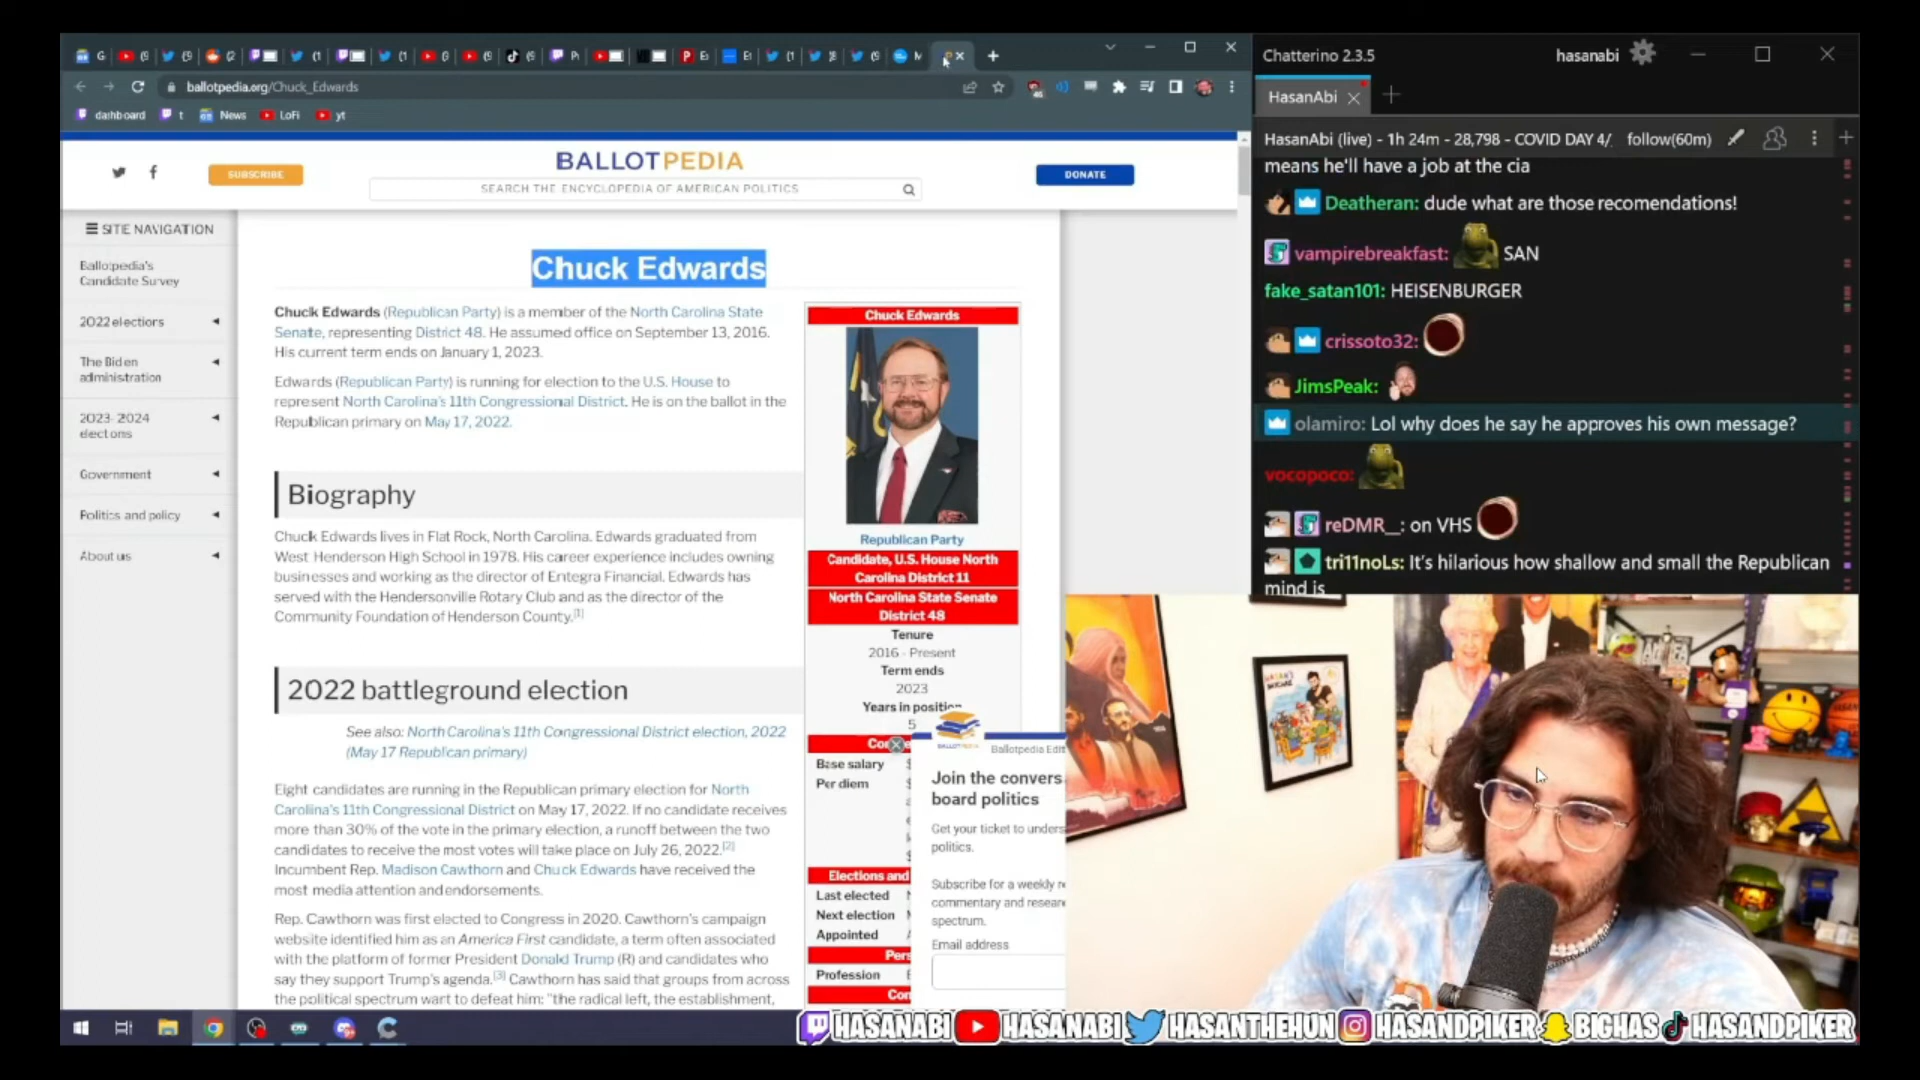 ballotpedia.org/Chuck_Edwards
dashboard
t
News
LoFi
yt
SUBSCRIBE
BALLOTPEDIA
SEARCH THE ENCYCLOPEDIA OF AMERICAN POLITICS
DONATE
SITE NAVIGATION
Ballotpedia's
Candidate Survey
2022 elections
The Biden
administration
2023-2024
elections
Government
Politics and policy
About us
Chuck Edwards
Chuck Edwards (Republican Party) is a member of the North Carolina State
Senate, representing District 48. He assumed office on September 13, 2016.
His current term ends on January 1, 2023.
Edwards (Republican Party) is running for election to the U.S. House to
represent North Carolina's 11th Congressional District. He is on the ballot in the
Republican primary on May 17, 2022.
Biography
Chuck Edwards lives in Flat Rock, North Carolina. Edwards graduated from
West Henderson High School in 1978. His career experience includes owning
businesses and working as the director of Entegra Financial. Edwards has
served with the Hendersonville Rotary Club and as the director of the
Community Foundation of Henderson County.[1]
2022 battleground election
See also: North Carolina's 11th Congressional District election, 2022
(May 17 Republican primary)
Eight candidates are running in the Republican primary election for North
Carolina's 11th Congressional District on May 17, 2022. If no candidate receives
more than 30% of the vote in the primary election, a runoff between the two
candidates to receive the most votes will take place on July 26, 2022.[2]
Incumbent Rep. Madison Cawthorn and Chuck Edwards have received the
most media attention and endorsements.
Rep. Cawthorn was first elected to Congress in 2020. Cawthorn's campaign
website identified him as an America First candidate, a term often associated
with the platform of former President Donald Trump (R) and candidates who
say they support Trump's agenda.[3] Cawthorn has said that groups from across
the political spectrum want to defeat him: "the radical left, the establishment,
Chuck Edwards
Republican Party
Candidate, U.S. House North
Carolina District 11
North Carolina State Senate
District 48
Tenure
2016 - Present
Term ends
2023
Years in position
5
Base salary
Per diem
Elections and
Last elected
Next election
Appointed
Profession
BALLOTPEDIA
Ballotpedia Edit
Join the convers
board politics
Get your ticket to unders
politics.
Subscribe for a weekly re
commentary and resear
spectrum.
Email address
Chatterino 2.3.5
hasanabi
HasanAbi
HasanAbi (live) - 1h 24m - 28,798 - COVID DAY 4/
follow(60m)
means he'll have a job at the cia
Deatheran: dude what are those recomendations!
vampirebreakfast: SAN
fake_satan101: HEISENBURGER
crissoto32:
JimsPeak:
olamiro: Lol why does he say he approves his own message?
vocopoco:
reDMR__: on VHS
tri11noLs: It's hilarious how shallow and small the Republican
mind is
HASANABI HASANABI HASANTHEHUN HASANDPIKER BIGHAS HASANDPIKER